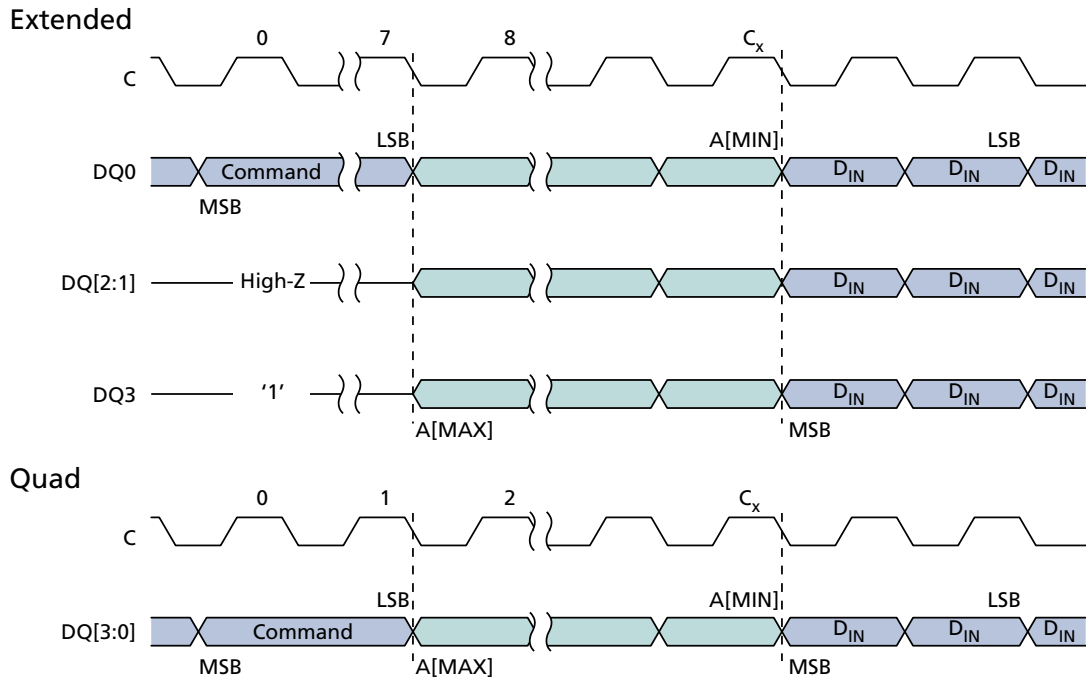 Extended
0 7 8 Cx
C
LSB A[MIN] LSB
DQ0 Command DIN DIN DIN
MSB
DQ[2:1] High-Z DIN DIN DIN
DQ3 '1' DIN DIN DIN
A[MAX] MSB
Quad
0 1 2 Cx
C
LSB A[MIN] LSB
DQ[3:0] Command DIN DIN DIN
MSB A[MAX] MSB